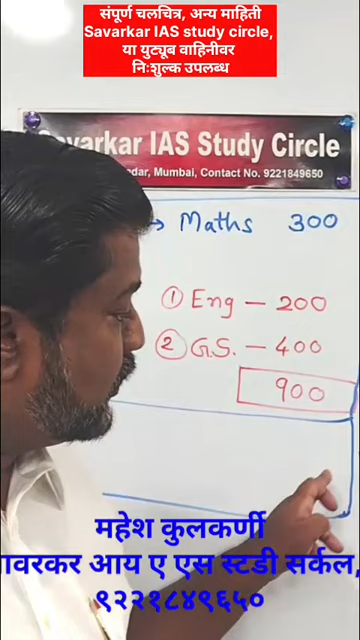 संपूर्ण चलचित्र, अन्य माहिती
Savarkar IAS study circle,
या युट्यूब वाहिनीवर
निःशुल्क उपलब्ध
IAS Study Circle
Mumbai, Contact No. 9221849650
→ Maths 300
① Eng – 200
② G.S. – 400
900
महेश कुलकर्णी
आय ए एस स्टडी सर्कल,
९२२१८४९६५०